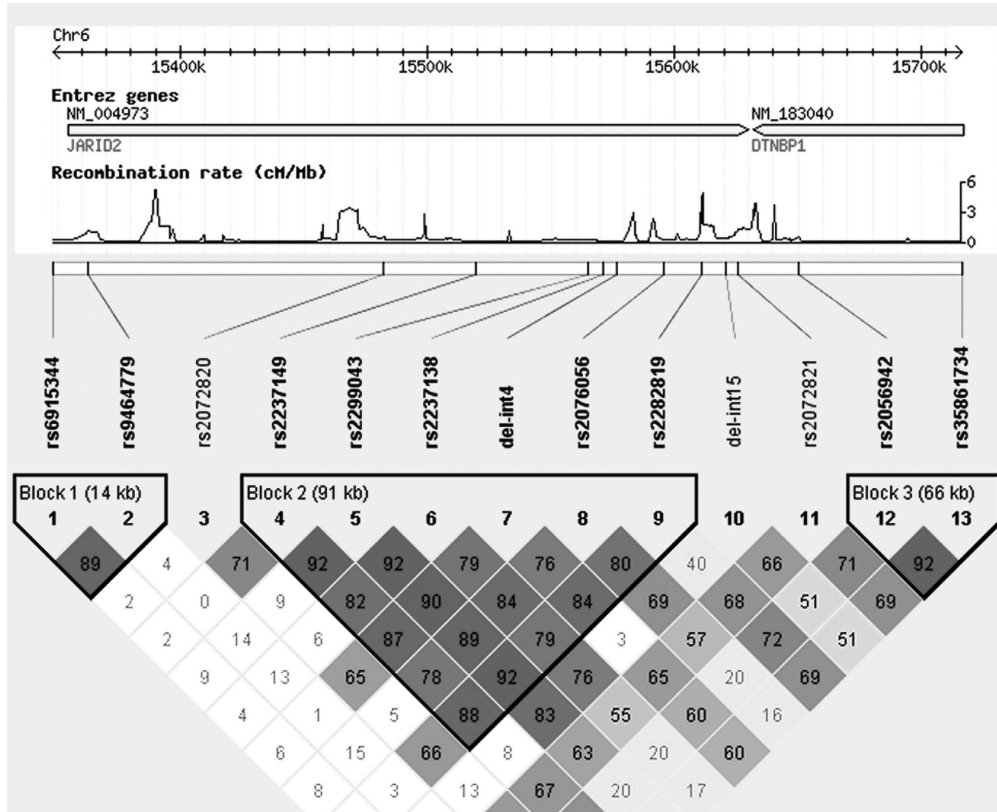 Chr6
15400k 15500k 15600k 15700k
Entrez genes
NM_004973 NM_183040
JARID2 DTNBP1
Recombination rate (cM/Mb)
6
3
0
rs6915344
rs9464779
rs2072820
rs2237149
rs2299043
rs2237138
del-int4
rs2076056
rs2282819
del-int15
rs2072821
rs2056942
rs35861734
Block 1 (14 kb) Block 2 (91 kb) Block 3 (66 kb)
1 2 3 4 5 6 7 8 9 10 11 12 13
89 4 71 92 92 79 76 80 40 66 71 92
2 0 9 82 90 84 84 69 68 51 69
2 14 6 87 89 79 3 57 72 51
9 13 65 78 92 76 65 20 69
4 1 5 88 83 55 60 16
6 15 66 8 63 20 60
8 3 13 67 20 17